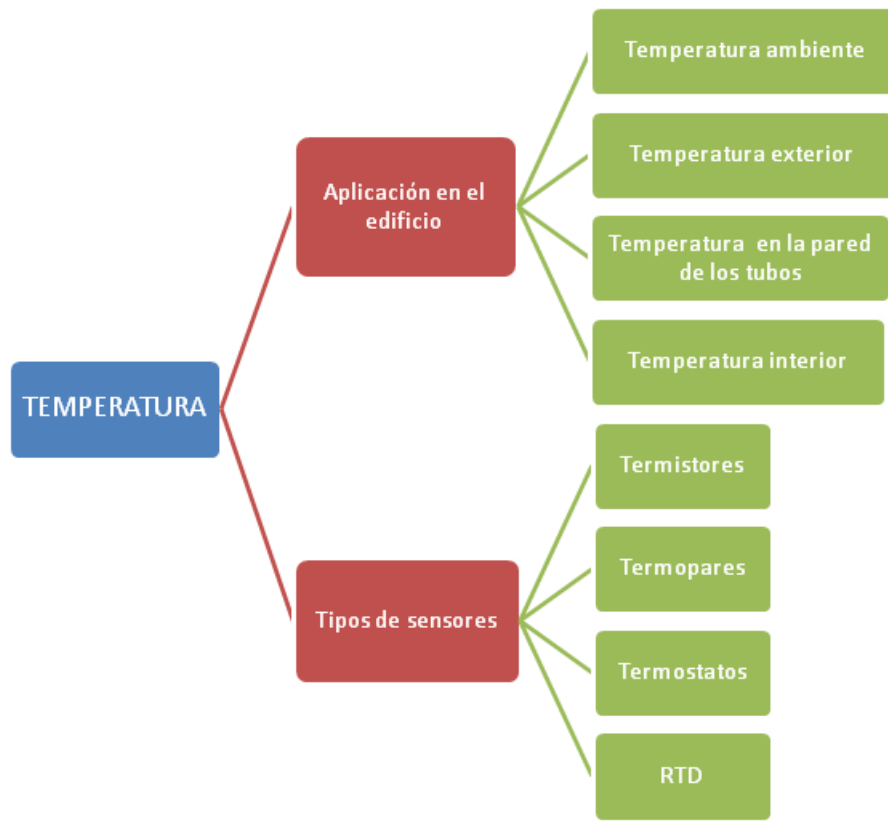 TEMPERATURA
Aplicación en el
edificio
Temperatura ambiente
Temperatura exterior
Temperatura en la pared
de los tubos
Temperatura interior
Tipos de sensores
Termistores
Termopares
Termostatos
RTD